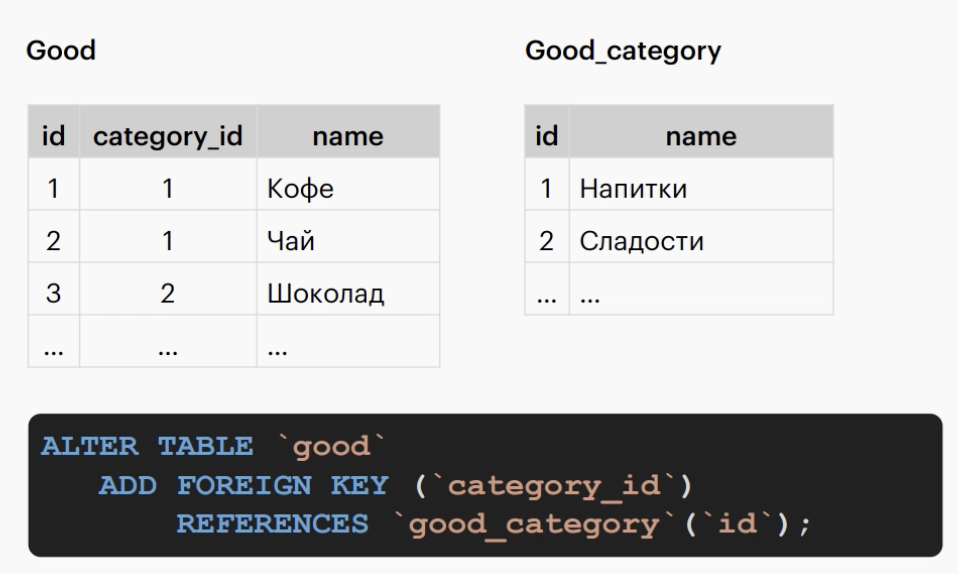 Good
id category_id name
1 1 Кофе
2 1 Чай
3 2 Шоколад
... ... ...
Good_category
id name
1 Напитки
2 Сладости
... ...
ALTER TABLE `good`
ADD FOREIGN KEY (`category_id`)
REFERENCES `good_category`(`id`);